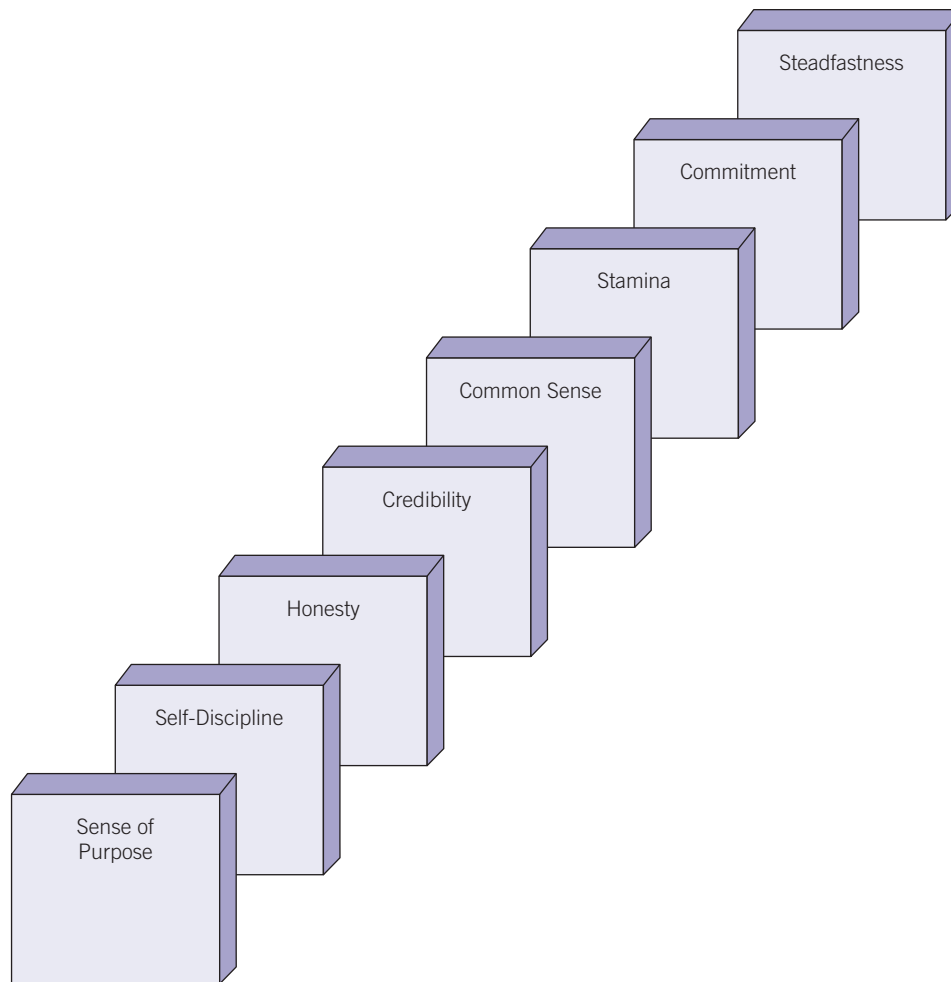 Steadfastness
Commitment
Stamina
Common Sense
Credibility
Honesty
Self-Discipline
Sense of
Purpose